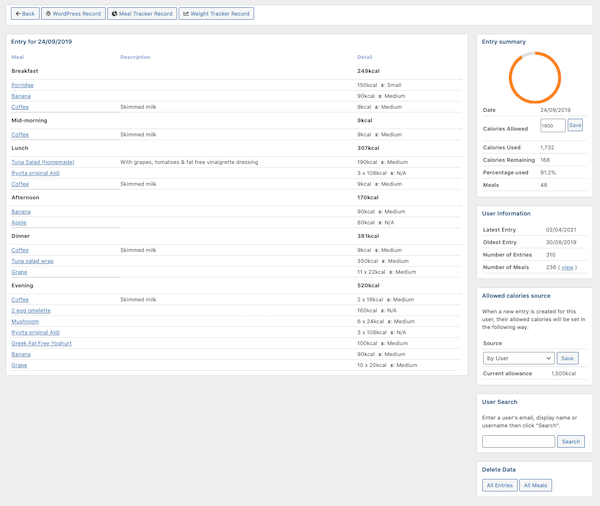 Back WordPress Record Meal Tracker Record Weight Tracker Record
Entry for 24/09/2019
Meal Description Detail
Breakfast 249kcal
Porridge 150kcal s: Small
Banana 90kcal s: Medium
Coffee Skimmed milk 9kcal s: Medium
Mid-morning 9kcal
Coffee Skimmed milk 9kcal s: Medium
Lunch 307kcal
Tuna Salad (homemade) With grapes, tomatoes & fat free vinaigrette dressing 190kcal s: Medium
Ryvita original Aldi 3 x 108kcal s: N/A
Coffee Skimmed milk 9kcal s: Medium
Afternoon 170kcal
Banana 90kcal s: Medium
Apple 80kcal s: N/A
Dinner 381kcal
Coffee Skimmed milk 9kcal s: Medium
Tuna salad wrap 350kcal s: Medium
Grape 11 x 22kcal s: Medium
Evening 520kcal
Coffee Skimmed milk 2 x 18kcal s: Medium
2 egg omelette 160kcal s: N/A
Mushroom 6 x 24kcal s: Medium
Ryvita original Aldi 3 x 108kcal s: N/A
Greek Fat Free Yoghurt 100kcal s: Medium
Banana 90kcal s: Medium
Grape 10 x 20kcal s: Medium
Entry summary
Date 24/09/2019
Calories Allowed 1900 Save
Calories Used 1,732
Calories Remaining 168
Percentage used 91.2%
Meals 48
User Information
Latest Entry 02/04/2021
Oldest Entry 30/08/2019
Number of Entries 310
Number of Meals 236 ( view )
Allowed calories source
When a new entry is created for this
user, their allowed calories will be set in
the following way:
Source
by User Save
Current allowance 1,500kcal
User Search
Enter a user's email, display name or
username then click "Search".
Search
Delete Data
All Entries All Meals